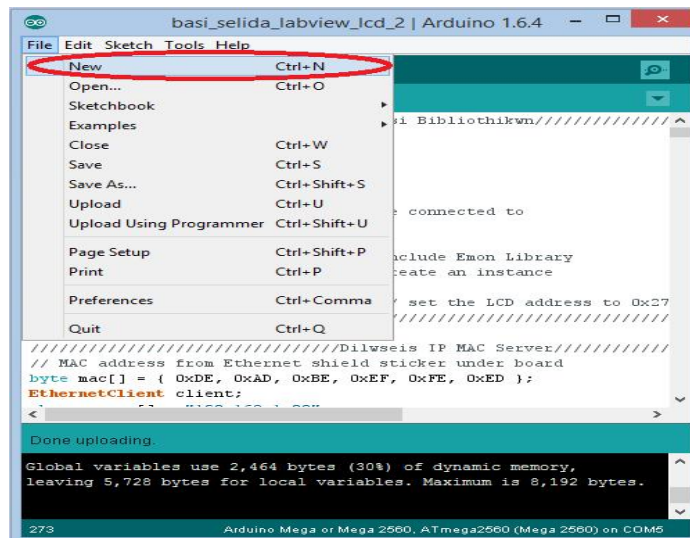 basi_selida_labview_lcd_2 | Arduino 1.6.4
File Edit Sketch Tools Help
New Ctrl+N
Open... Ctrl+O
Sketchbook
Examples
Close Ctrl+W
Save Ctrl+S
Save As... Ctrl+Shift+S
Upload Ctrl+U
Upload Using Programmer Ctrl+Shift+U
Page Setup Ctrl+Shift+P
Print Ctrl+P
Preferences Ctrl+Comma
Quit Ctrl+Q
si Bibliothikwn/////////////
connected to
nclude Emon Library
eate an instance
set the LCD address to 0x27
///////////////////////////
///////////////////////////////Dilwseis IP MAC Server////////////
// MAC address from Ethernet shield sticker under board
byte mac[] = { 0xDE, 0xAD, 0xBE, 0xEF, 0xFE, 0xED };
EthernetClient client;
Done uploading.
Global variables use 2,464 bytes (30%) of dynamic memory,
leaving 5,728 bytes for local variables. Maximum is 8,192 bytes.
273 Arduino Mega or Mega 2560, ATmega2560 (Mega 2560) on COM5